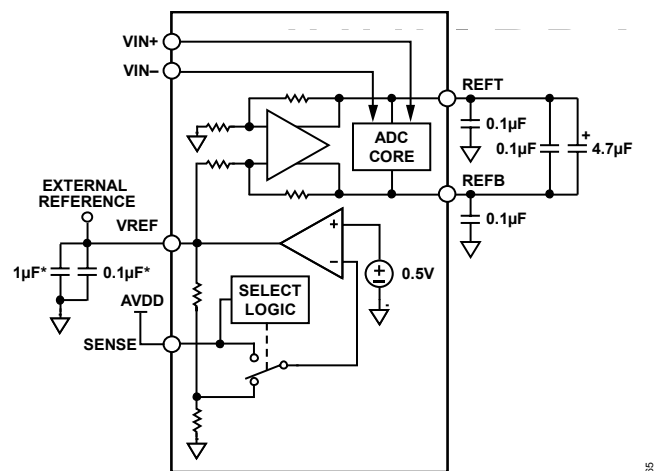 VIN+
VIN–
REFT
0.1µF
ADC
CORE
0.1µF
+
4.7µF
REFB
0.1µF
EXTERNAL
REFERENCE
VREF
+
–
0.5V
1µF*
0.1µF*
AVDD
SELECT
LOGIC
SENSE